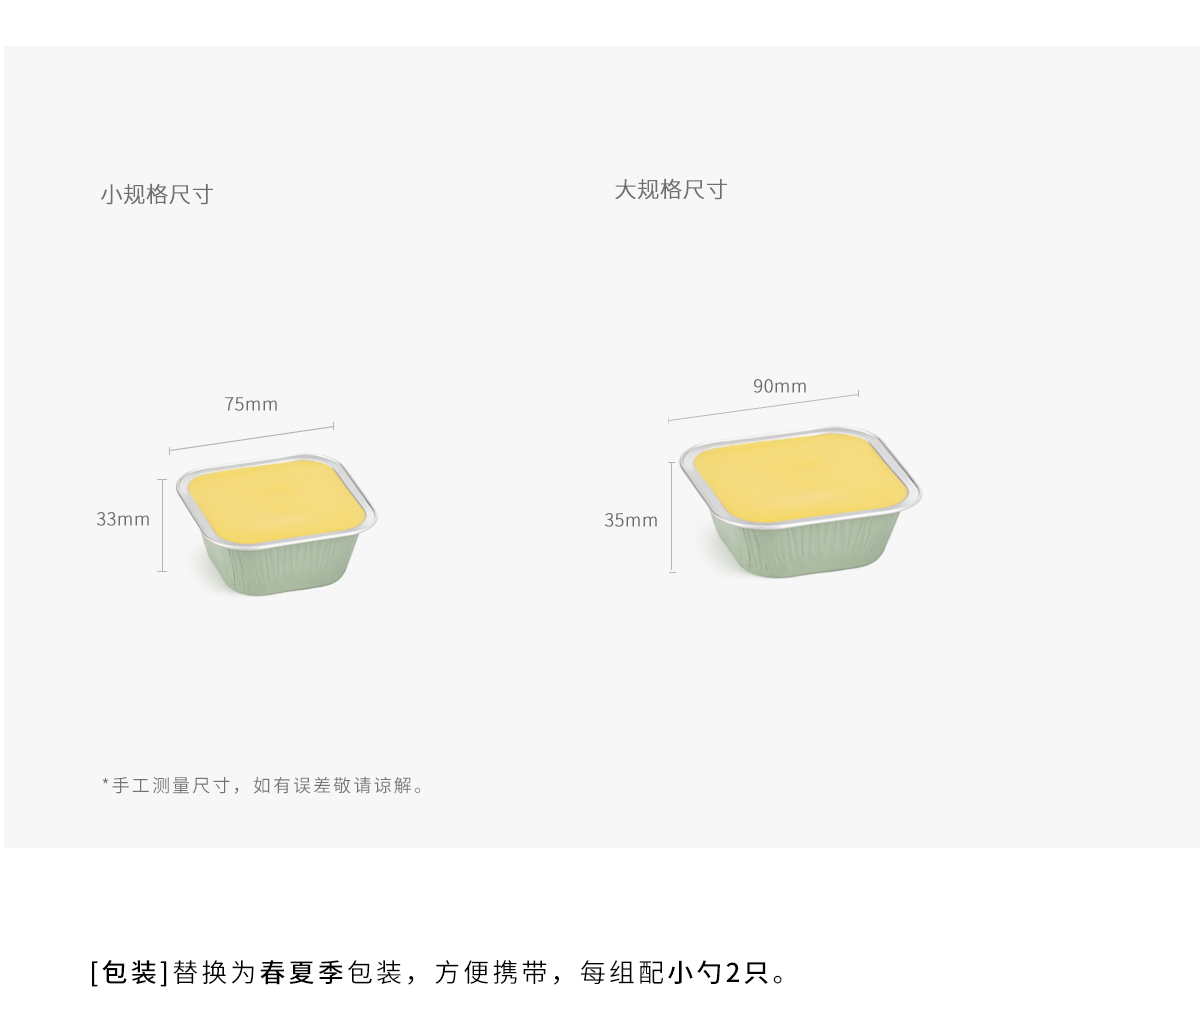 小规格尺寸
大规格尺寸
75mm
90mm
33mm
35mm
*手工测量尺寸，如有误差敬请谅解。
[包装]替换为春夏季包装，方便携带，每组配小勺2只。